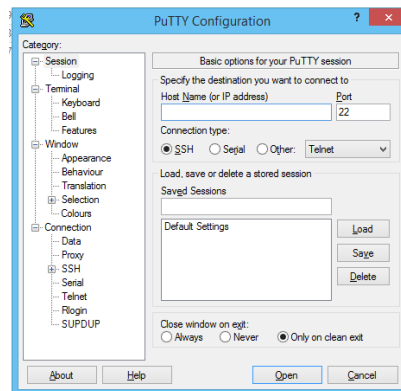 PuTTY Configuration
?
Category:
Session
Logging
Terminal
Keyboard
Bell
Features
Window
Appearance
Behaviour
Translation
Selection
Colours
Connection
Data
Proxy
SSH
Serial
Telnet
Rlogin
SUPDUP
Basic options for your PuTTY session
Specify the destination you want to connect to
Host Name (or IP address) Port
22
Connection type:
SSH Serial Other: Telnet
Load, save or delete a stored session
Saved Sessions
Default Settings
Load
Save
Delete
Close window on exit:
Always Never Only on clean exit
About Help Open Cancel